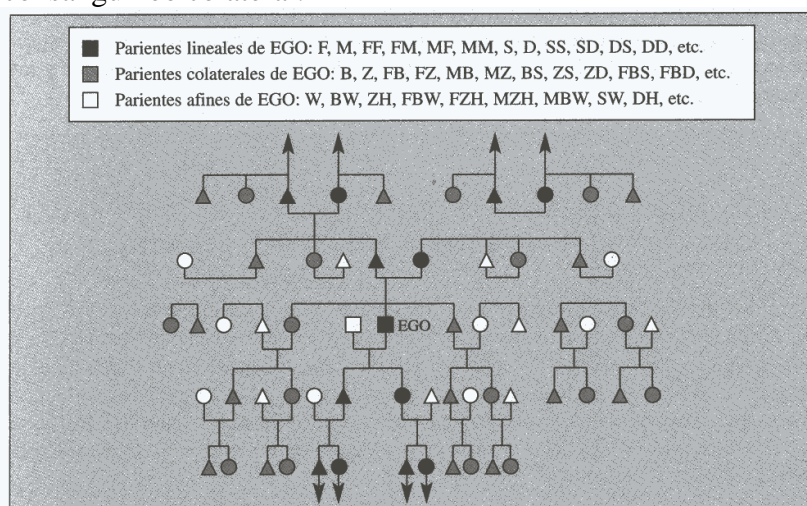 Parientes lineales de EGO: F, M, FF, FM, MF, MM, S, D, SS, SD, DS, DD, etc.
Parientes colaterales de EGO: B, Z, FB, FZ, MB, MZ, BS, ZS, ZD, FBS, FBD, etc.
Parientes afines de EGO: W, BW, ZH, FBW, FZH, MZH, MBW, SW, DH, etc.
EGO